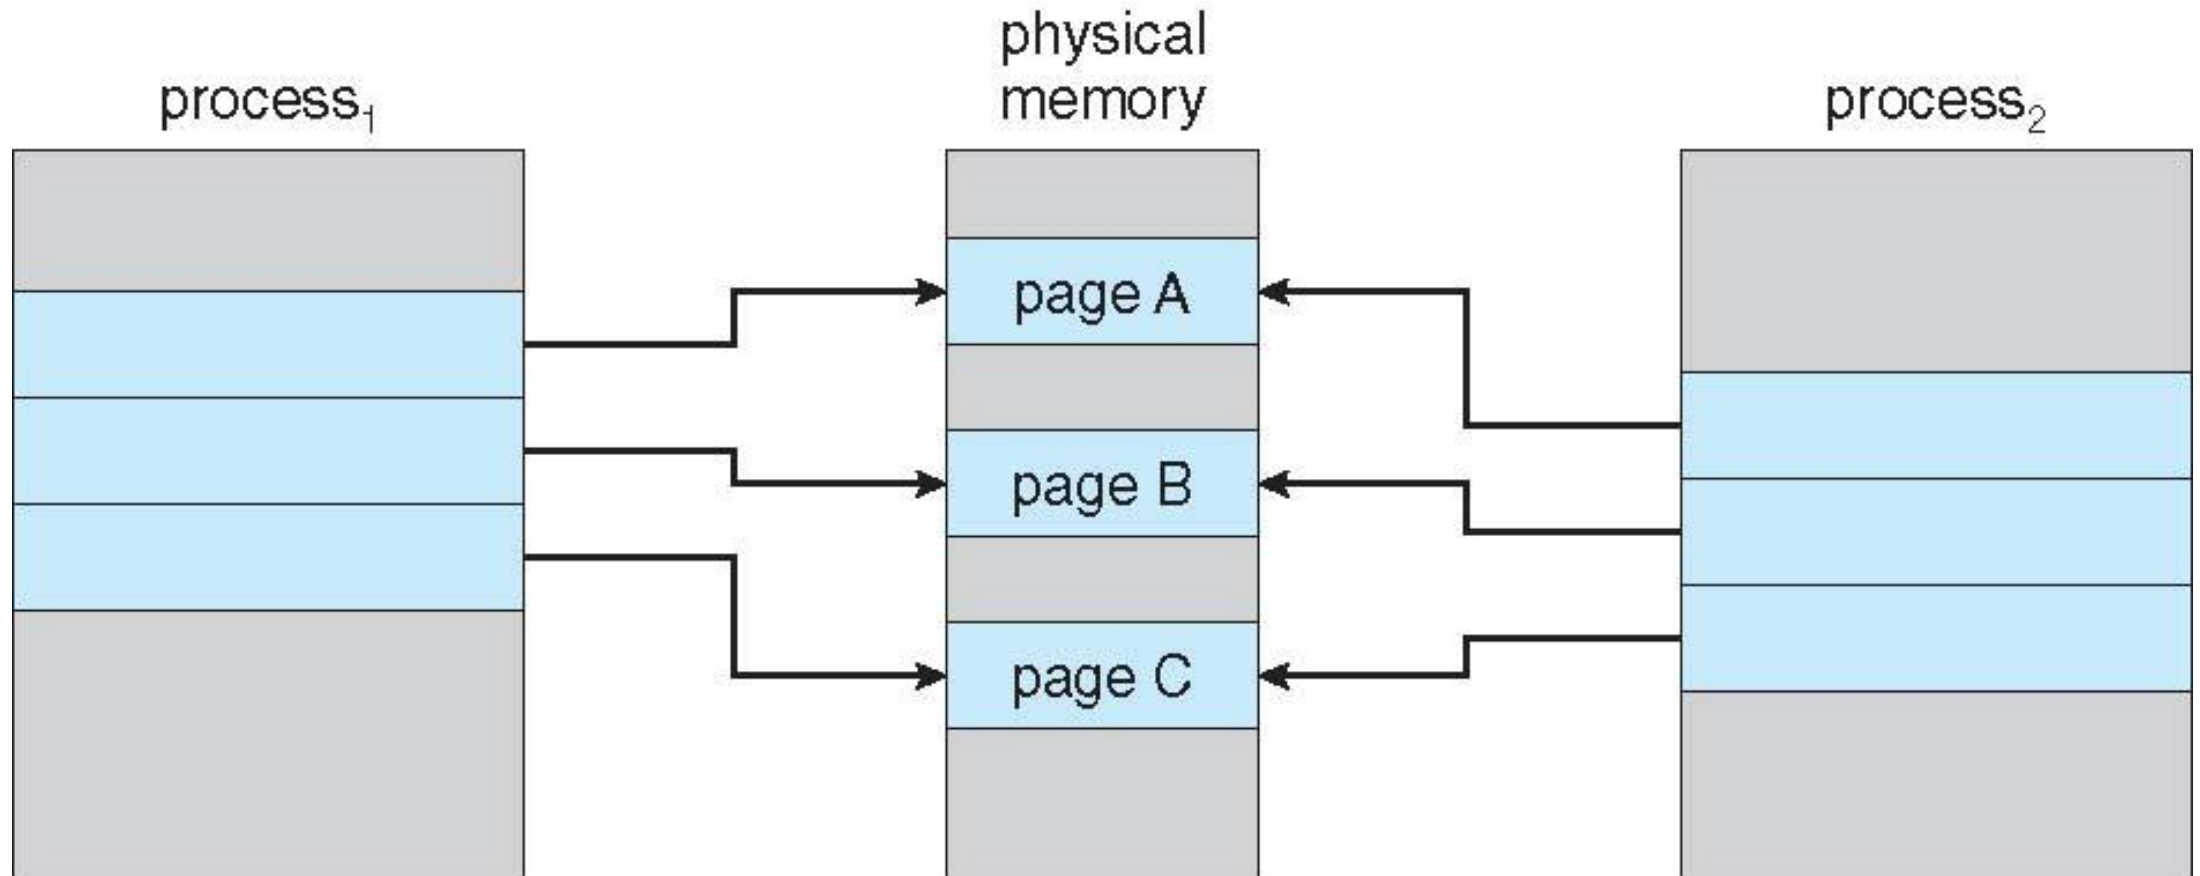 process₁
physical
memory
process₂
page A
page B
page C